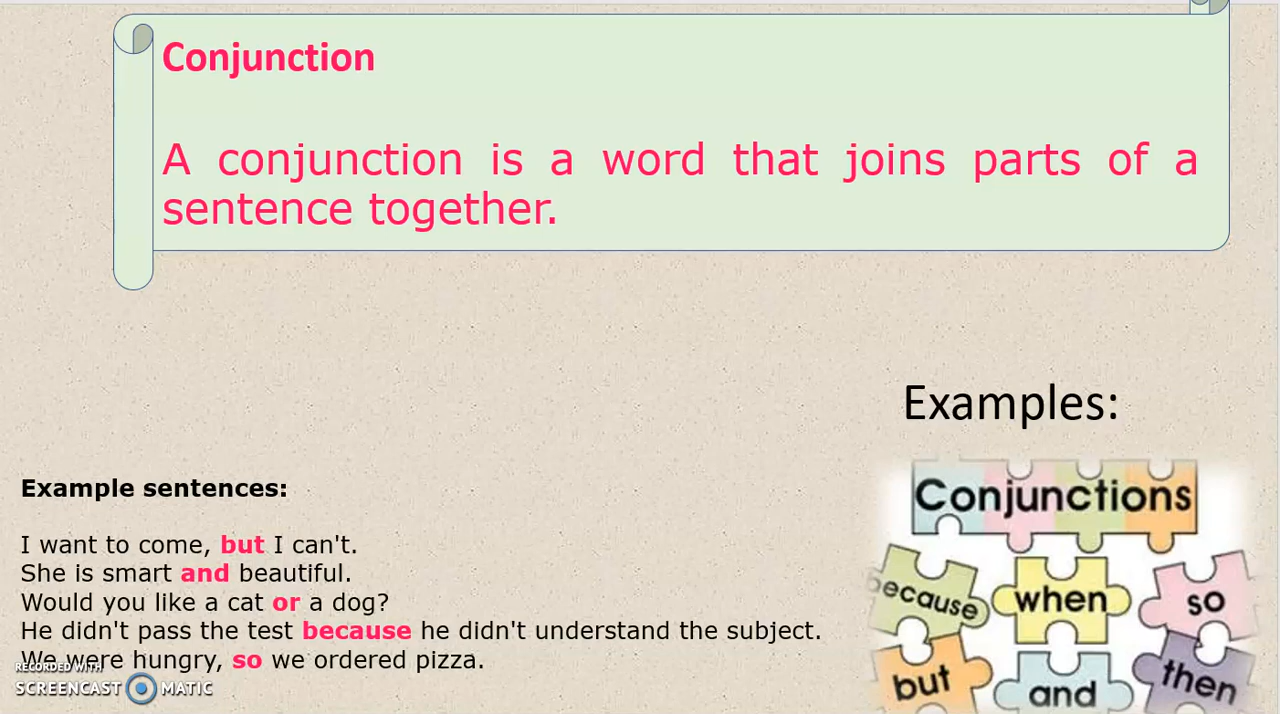 Conjunction
A conjunction is a word that joins parts of a
sentence together.
Examples:
Example sentences:
I want to come, but I can't.
She is smart and beautiful.
Would you like a cat or a dog?
He didn't pass the test because he didn't understand the subject.
We were hungry, so we ordered pizza.
RECORDED WITH
SCREENCAST MATIC
Conjunctions
because when so
but and then